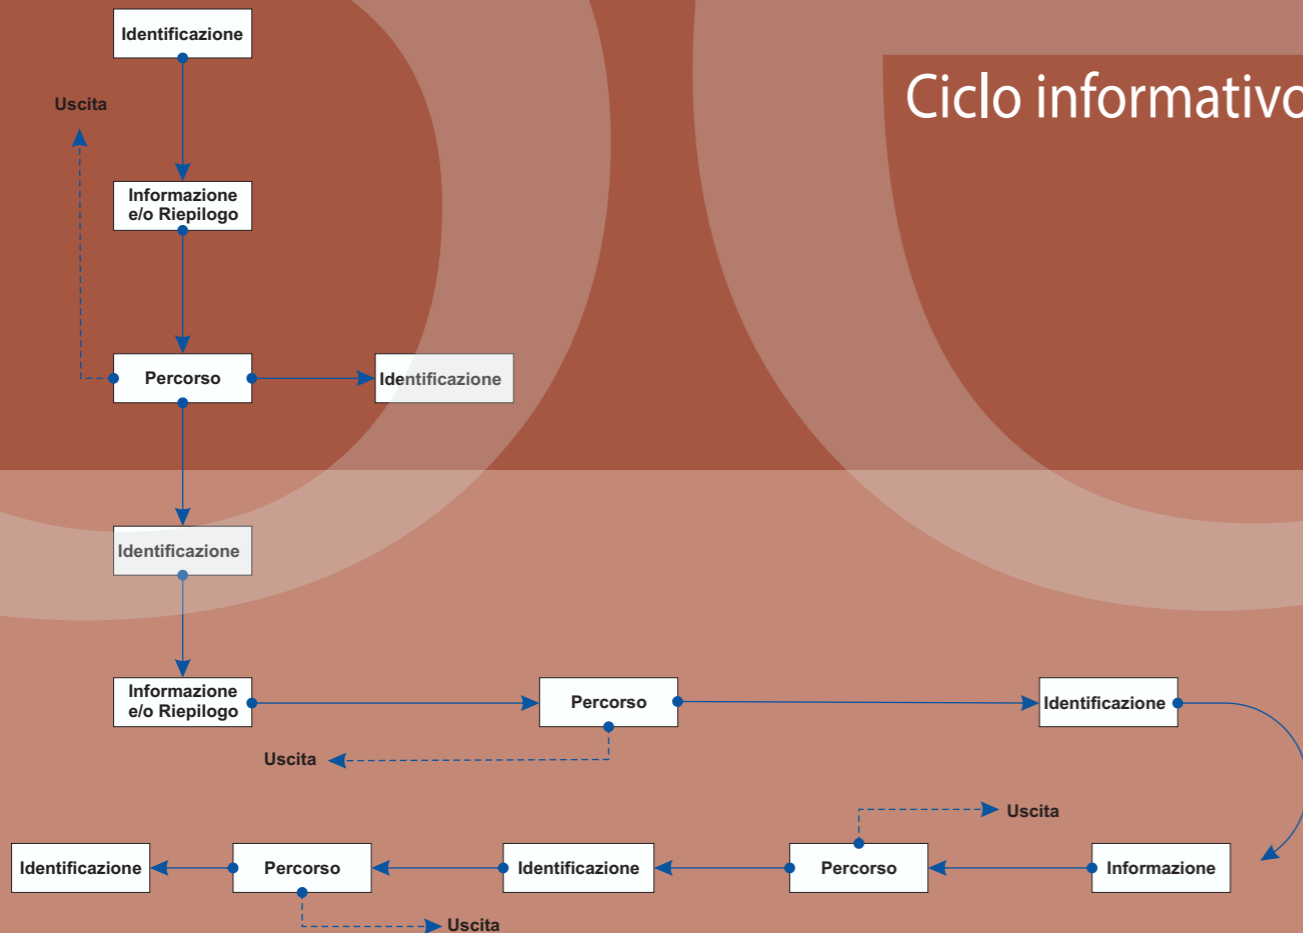 Identificazione
Uscita
Ciclo informativo
Informazione
e/o Riepilogo
Percorso
Identificazione
Identificazione
Informazione
e/o Riepilogo
Percorso
Identificazione
Uscita
Uscita
Identificazione
Percorso
Identificazione
Percorso
Informazione
Uscita